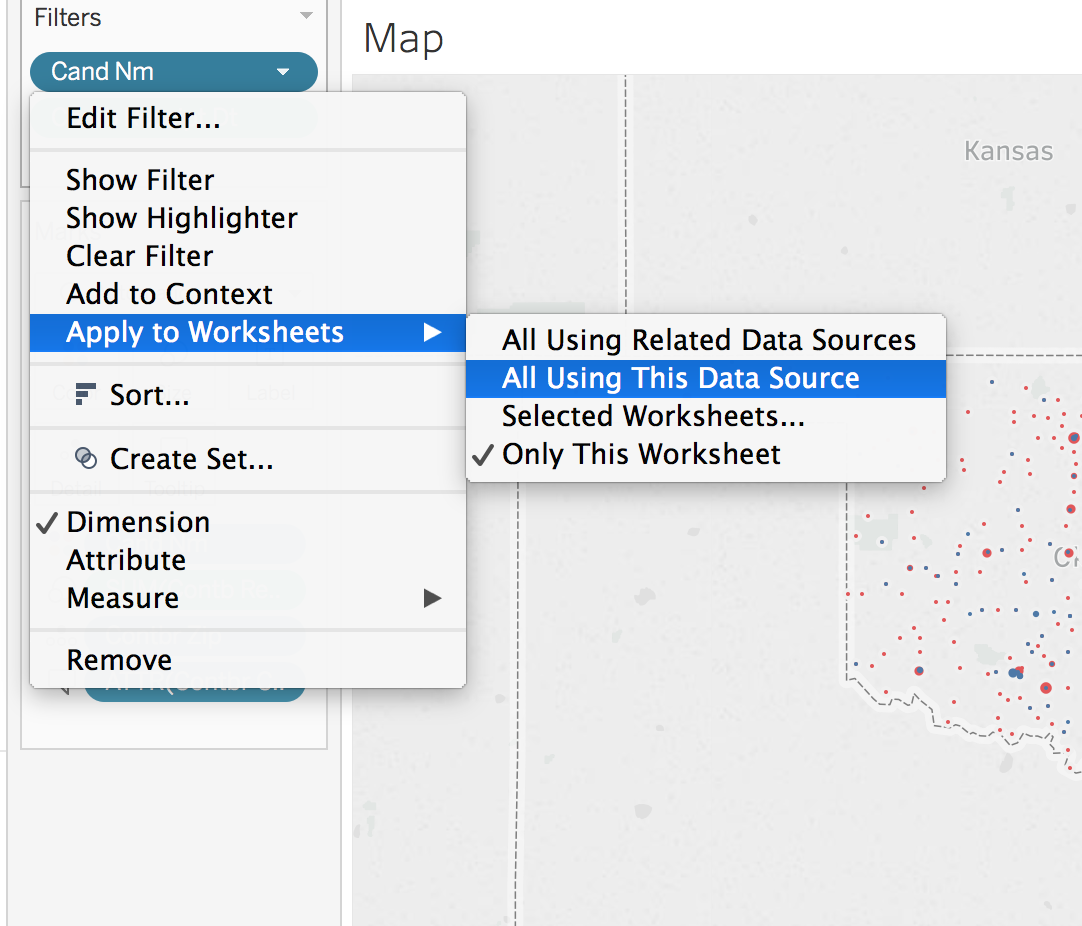 Filters
Cand Nm
Map
Edit Filter...
Show Filter
Show Highlighter
Clear Filter
Add to Context
Apply to Worksheets
Sort...
Create Set...
Dimension
Attribute
Measure
Remove
All Using Related Data Sources
All Using This Data Source
Selected Worksheets...
Only This Worksheet
Kansas
Label
Detail